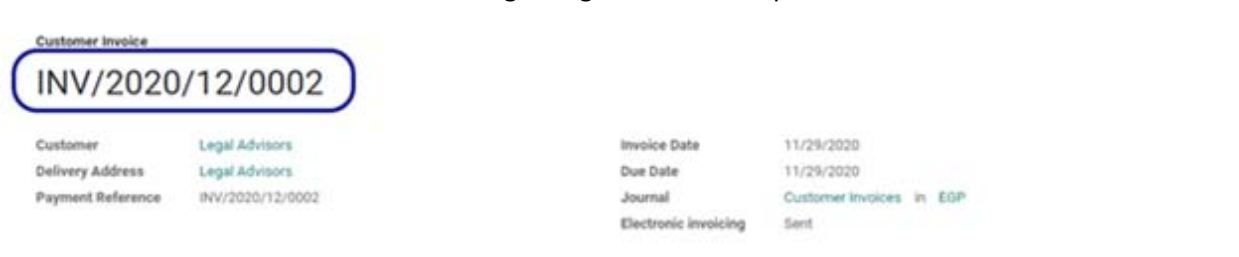 Customer Invoice
INV/2020/12/0002
Customer Legal Advisors
Delivery Address Legal Advisors
Payment Reference INV/2020/12/0002
Invoice Date 11/29/2020
Due Date 11/29/2020
Journal Customer Invoices in EGP
Electronic invoicing Sent